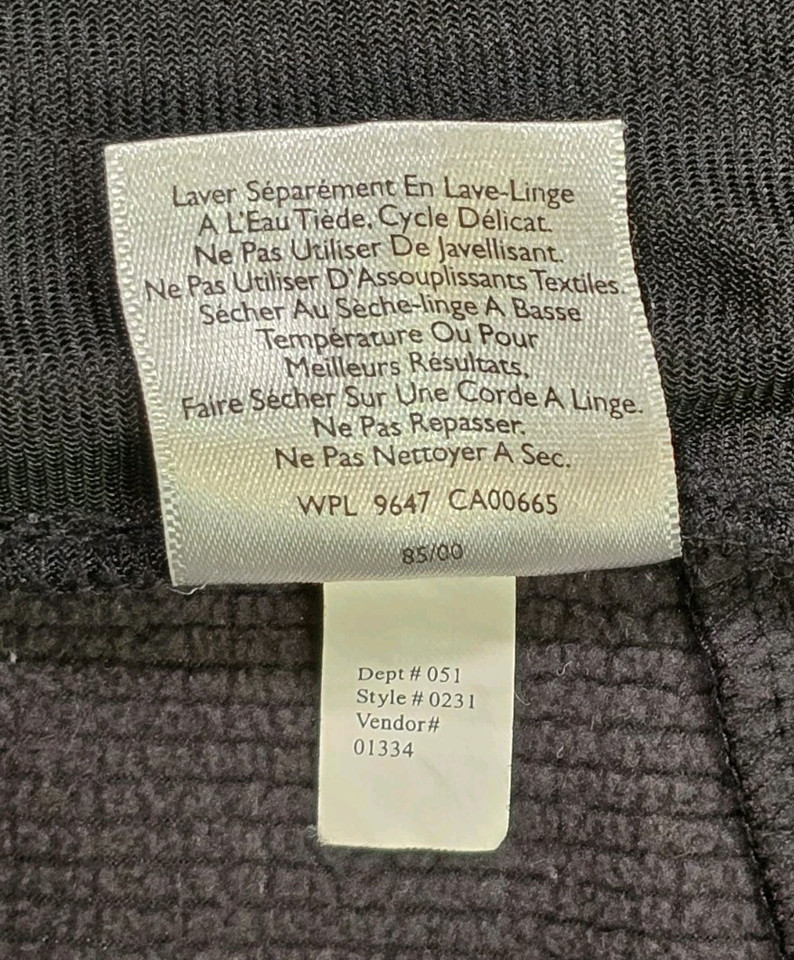 Laver Séparément En Lave-Linge
A L'Eau Tiède, Cycle Délicat.
Ne Pas Utiliser De Javellisant.
Ne Pas Utiliser D'Assouplissants Textiles.
Sécher Au Sèche-linge A Basse
Température Ou Pour
Meilleurs Résultats,
Faire Sécher Sur Une Corde A Linge.
Ne Pas Repasser.
Ne Pas Nettoyer A Sec.
WPL 9647 CA00665
85/00
Dept # 051
Style # 0231
Vendor#
01334